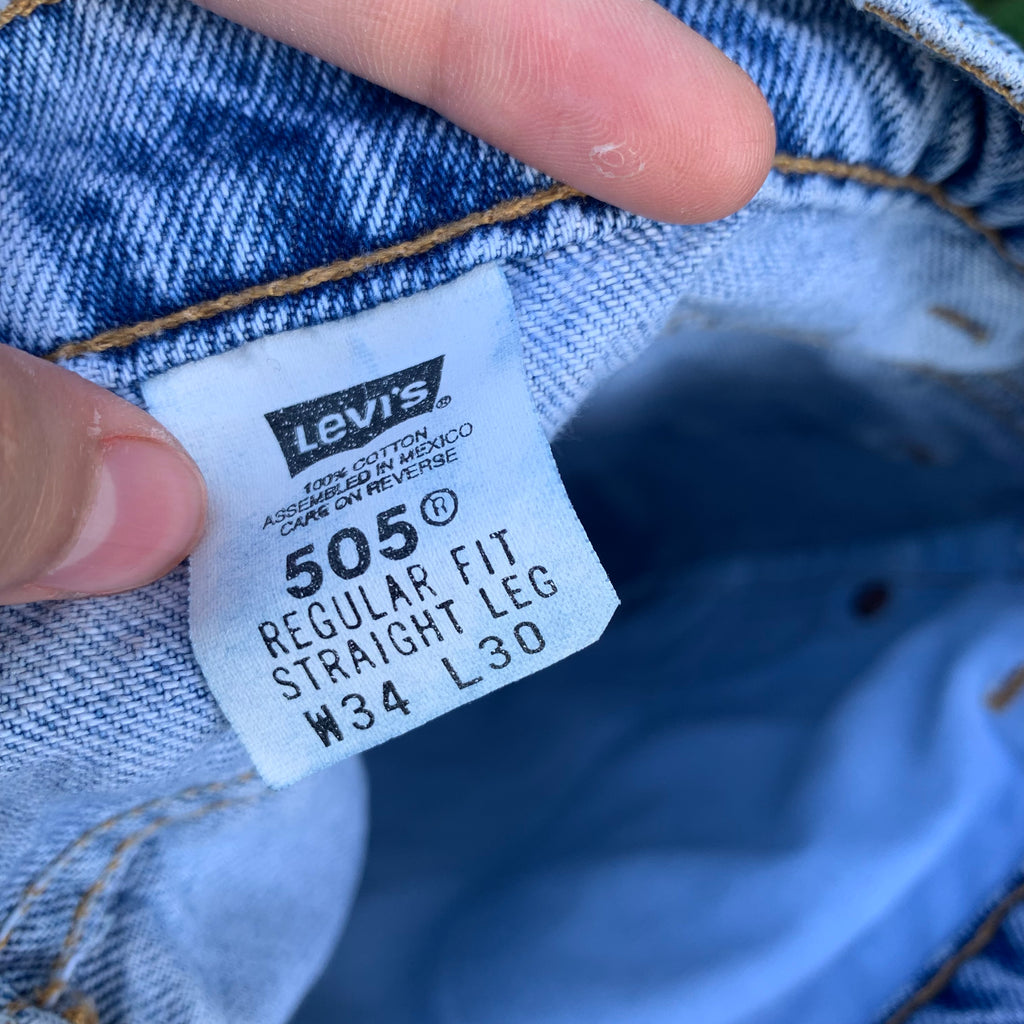 Levi's®
100% COTTON
ASSEMBLED IN MEXICO
CARE ON REVERSE
505®
REGULAR FIT
STRAIGHT LEG
W34 L30